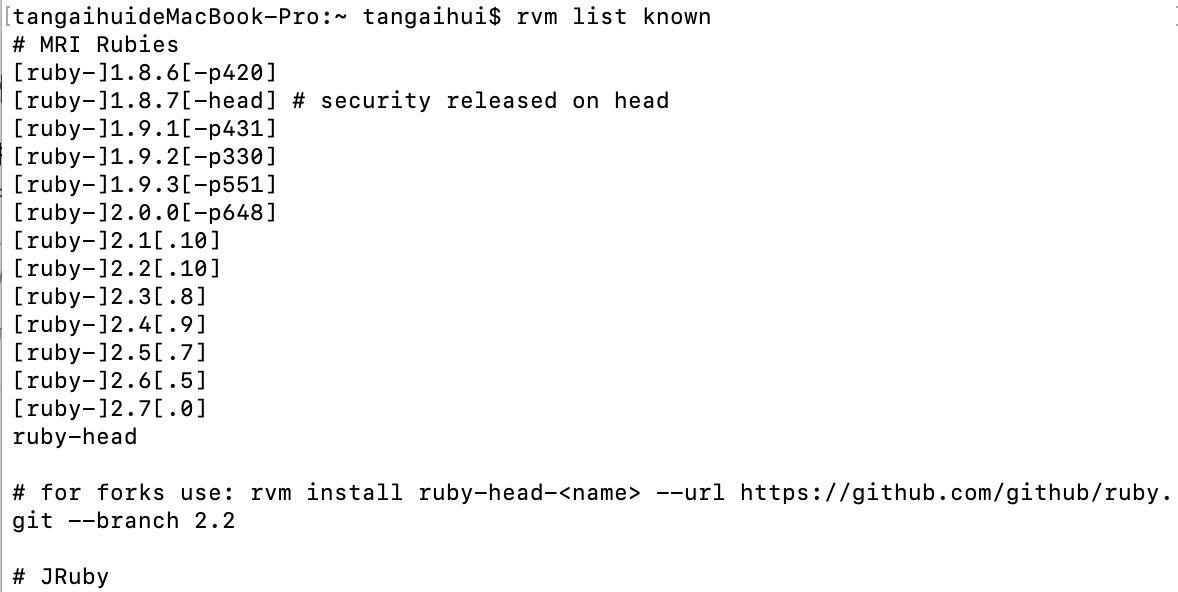 [tangaihuideMacBook-Pro:~ tangaihui$ rvm list known
# MRI Rubies
[ruby-]1.8.6[-p420]
[ruby-]1.8.7[-head] # security released on head
[ruby-]1.9.1[-p431]
[ruby-]1.9.2[-p330]
[ruby-]1.9.3[-p551]
[ruby-]2.0.0[-p648]
[ruby-]2.1[.10]
[ruby-]2.2[.10]
[ruby-]2.3[.8]
[ruby-]2.4[.9]
[ruby-]2.5[.7]
[ruby-]2.6[.5]
[ruby-]2.7[.0]
ruby-head
# for forks use: rvm install ruby-head-<name> --url https://github.com/github/ruby.
git --branch 2.2
# JRuby